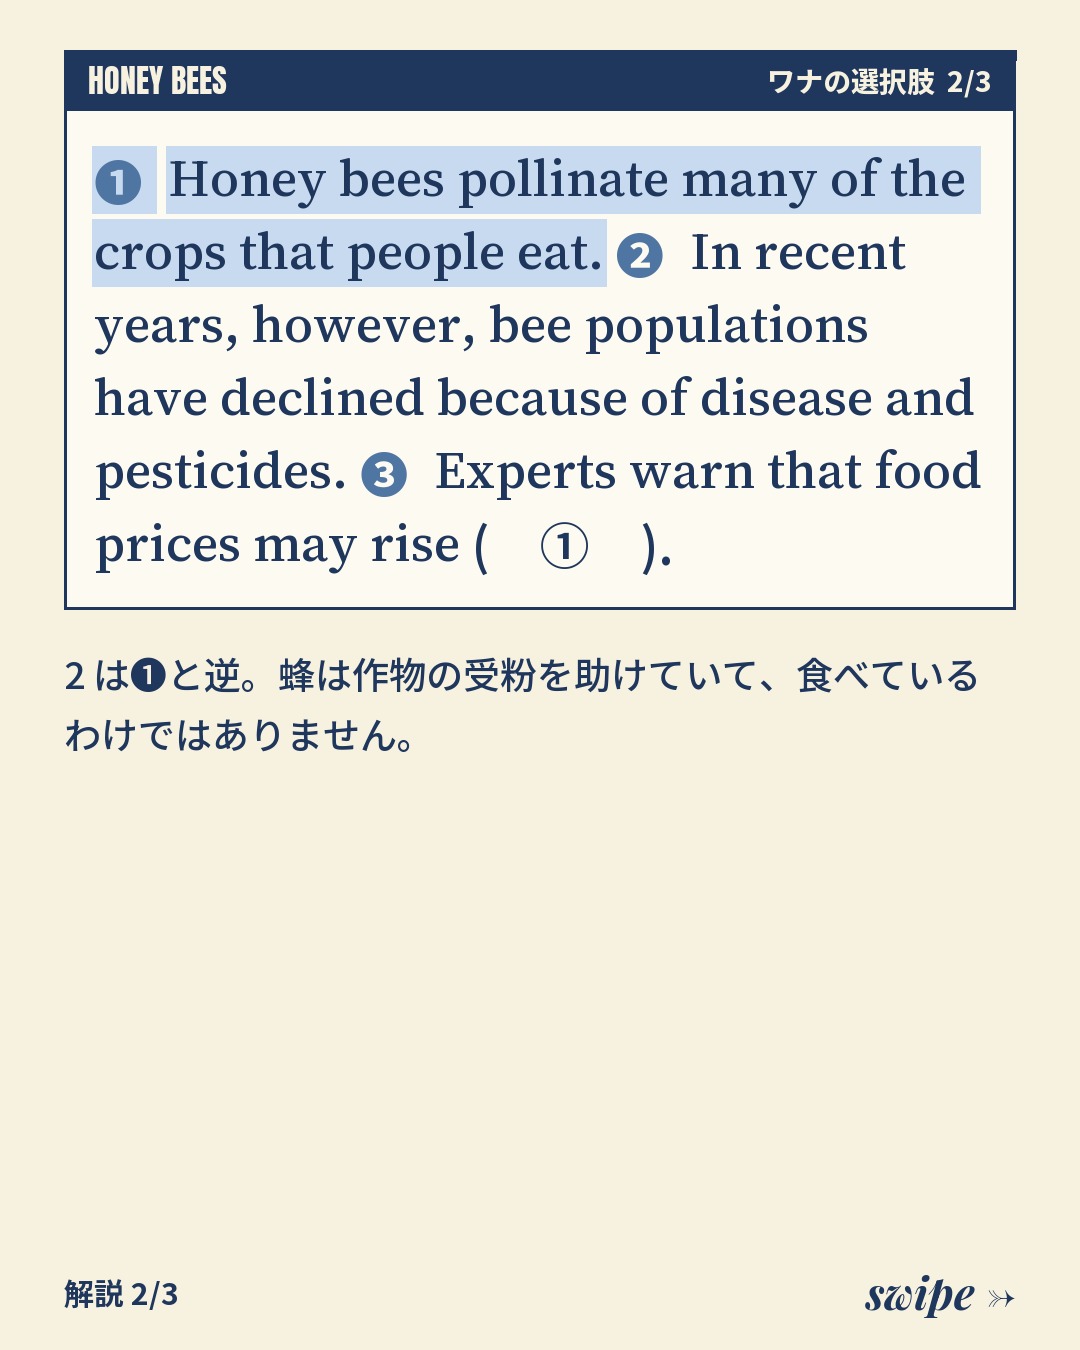 HONEY BEES
ワナの選択肢 2/3
❶ Honey bees pollinate many of the
crops that people eat. ❷ In recent
years, however, bee populations
have declined because of disease and
pesticides. ❸ Experts warn that food
prices may rise ( ① ).
2 は❶と逆。蜂は作物の受粉を助けていて、食べている
わけではありません。
解説 2/3
swipe